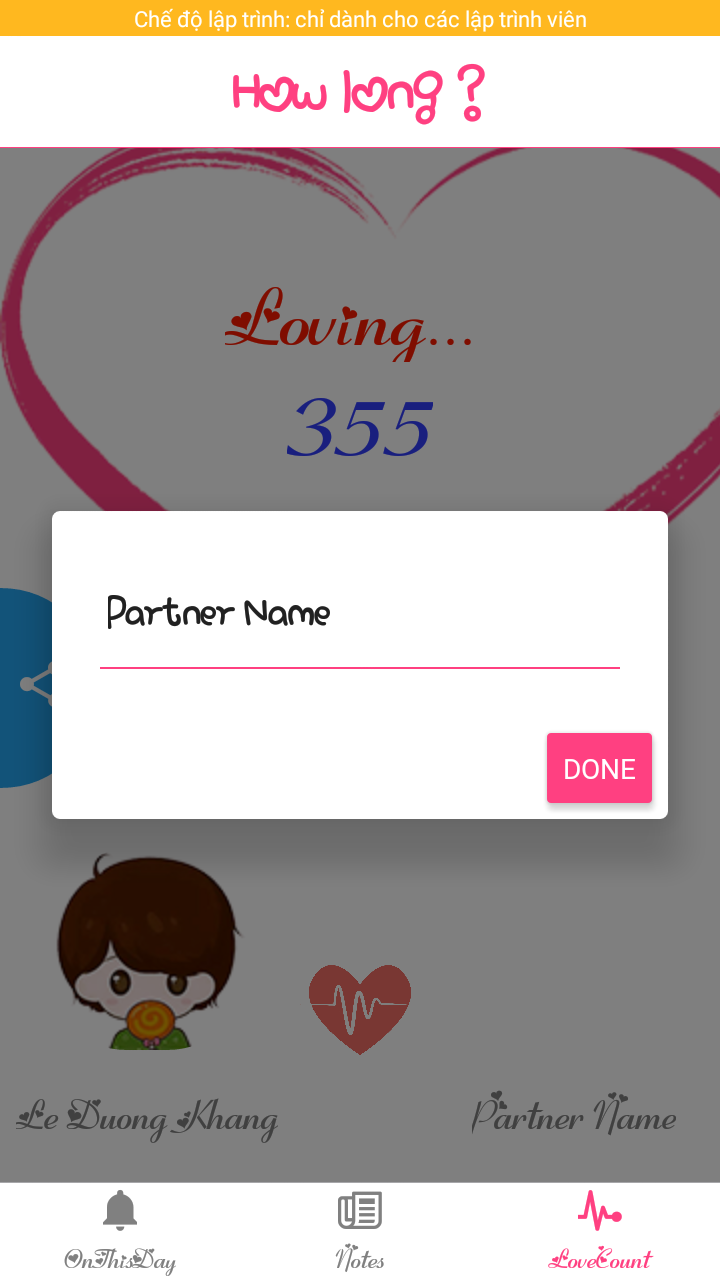 Chế độ lập trình: chỉ dành cho các lập trình viên
How long ?
Loving...
355
Partner Name
DONE
Le Duong Khang
Partner Name
OnThisDay
Notes
LoveCount